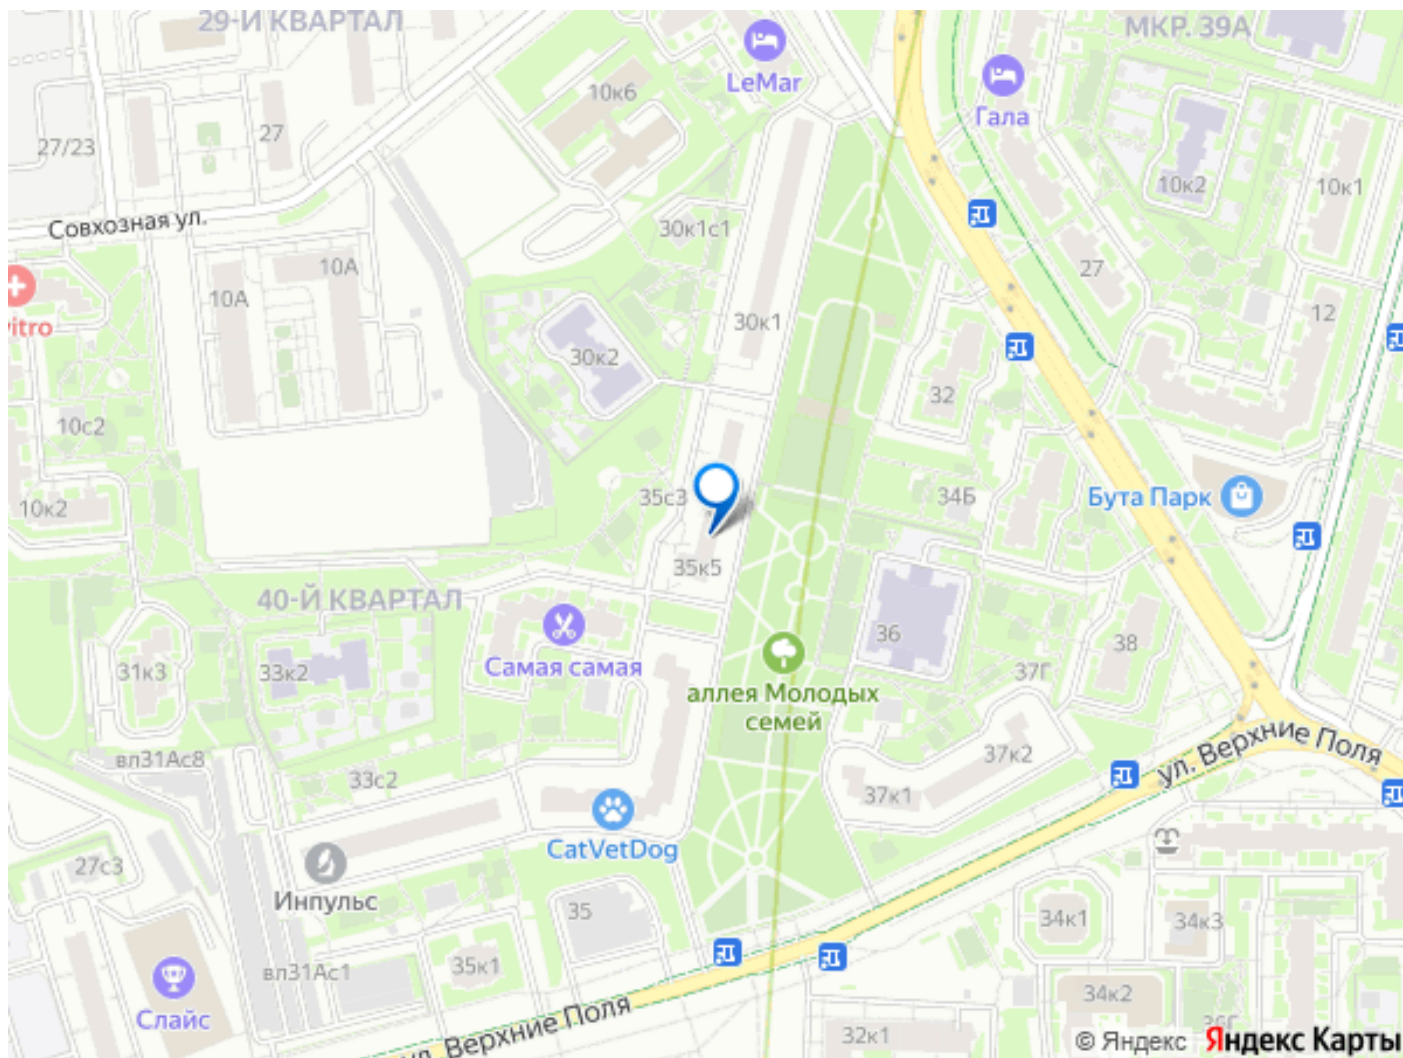 29-Й КВАРТАЛ
МКР. 39А
LeMar
Гала
10к6
27/23
27
10к2
10к1
Совхозная ул.
30к1с1
10А
10А
27
12
vitro
30к1
30к2
32
10с2
10к2
35с3
34Б
Бута Парк
35к5
40-Й КВАРТАЛ
Самая самая
36
38
31к3
33к2
37Г
аллея Молодых
семей
ул. Верхние Поля
вл31Ас8
33с2
37к2
37к1
CatVetDog
27с3
Инпульс
35
34к1
34к3
вл31Ас1
35к1
Слайс
34к2
36Г
ул. Верхние Поля
32к1
© Яндекс Яндекс Карты